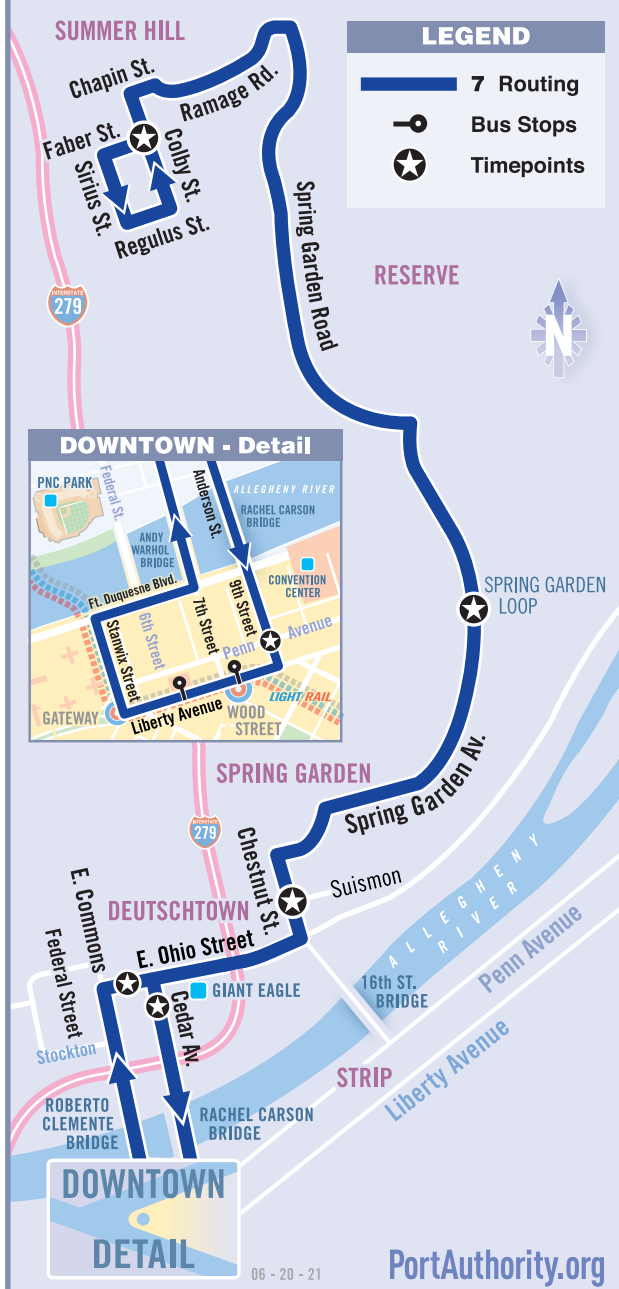 SUMMER HILL
LEGEND
7 Routing
Bus Stops
Timepoints
Chapin St.
Ramage Rd.
Faber St.
Colby St.
Sirius St.
Regulus St.
Spring Garden Road
RESERVE
INTERSTATE
279
N
DOWNTOWN - Detail
PNC PARK
Federal St.
Anderson St.
ALLEGHENY RIVER
RACHEL CARSON
BRIDGE
ANDY
WARHOL
BRIDGE
CONVENTION
CENTER
Ft. Duquesne Blvd.
Stanwix Street
6th Street
7th Street
9th Street
Penn Avenue
LIGHT RAIL
GATEWAY
Liberty Avenue
WOOD
STREET
SPRING GARDEN
LOOP
SPRING GARDEN
Spring Garden Av.
INTERSTATE
279
Chestnut St.
Suismon
DEUTSCHTOWN
E. Commons
Federal Street
E. Ohio Street
GIANT EAGLE
Cedar Av.
Stockton
ALLEGHENY
RIVER
16th ST.
BRIDGE
Penn Avenue
Liberty Avenue
STRIP
ROBERTO
CLEMENTE
BRIDGE
RACHEL CARSON
BRIDGE
DOWNTOWN
DETAIL
06 - 20 - 21
PortAuthority.org